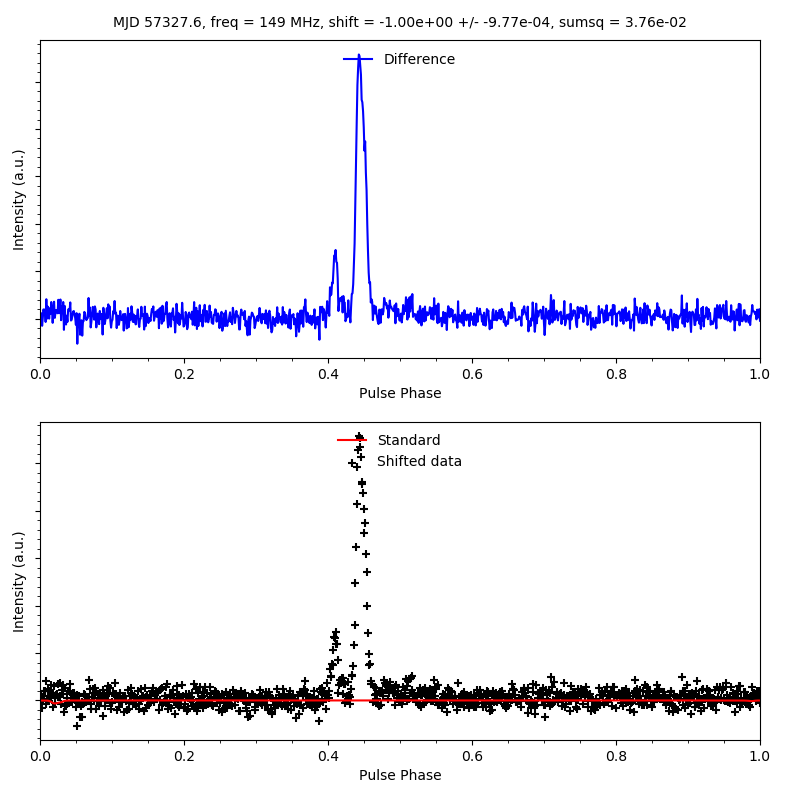 MJD 57327.6, freq = 149 MHz, shift = -1.00e+00 +/- -9.77e-04, sumsq = 3.76e-02
Difference
Intensity (a.u.)
0.0 0.2 0.4 0.6 0.8 1.0
Pulse Phase
Standard
Shifted data
Intensity (a.u.)
0.0 0.2 0.4 0.6 0.8 1.0
Pulse Phase